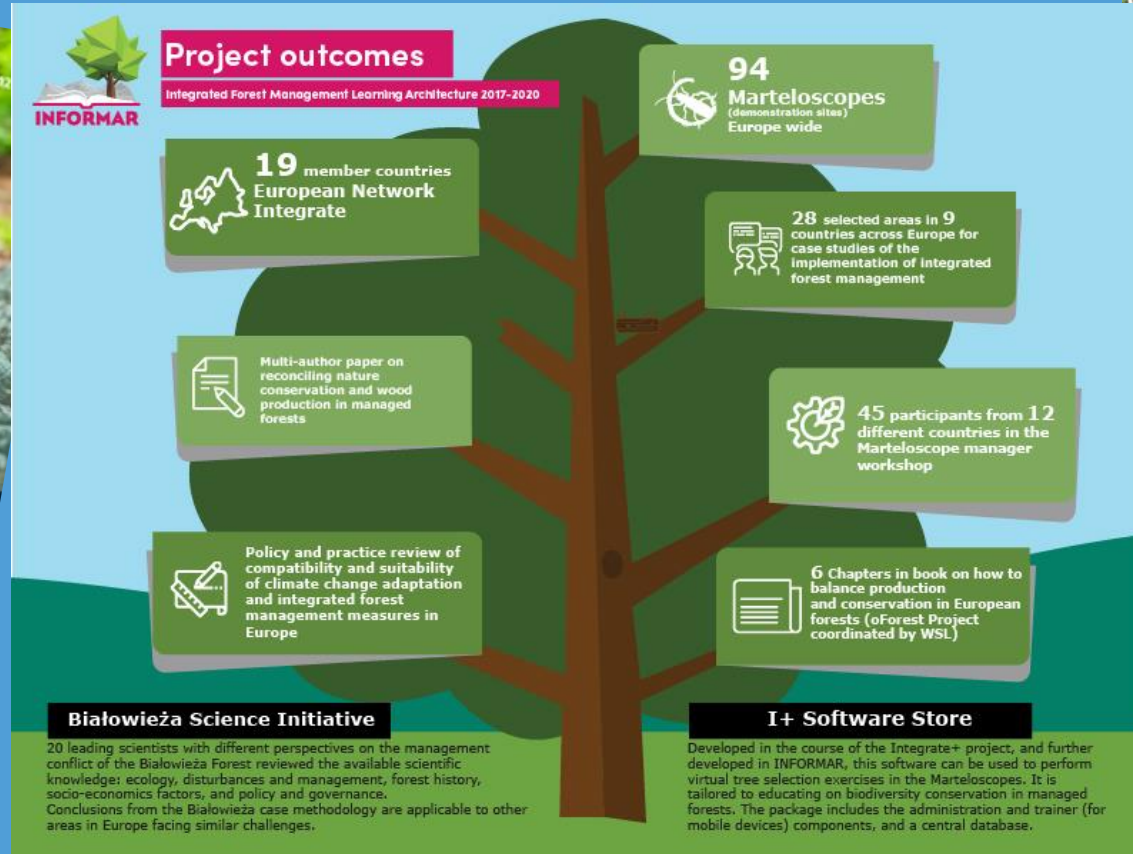 INFORMAR
Project outcomes
Integrated Forest Management Learning Architecture 2017-2020
94
Marteloscopes
(demonstration sites)
Europe wide
19 member countries
European Network
Integrate
28 selected areas in 9
countries across Europe for
case studies of the
implementation of integrated
forest management
Multi-author paper on
reconciling nature
conservation and wood
production in managed
forests
45 participants from 12
different countries in the
Marteloscope manager
workshop
Policy and practice review of
compatibility and suitability
of climate change adaptation
and integrated forest
management measures in
Europe
6 Chapters in book on how to
balance production
and conservation in European
forests (oForest Project
coordinated by WSL)
Białowieża Science Initiative
20 leading scientists with different perspectives on the management
conflict of the Białowieża Forest reviewed the available scientific
knowledge: ecology, disturbances and management, forest history,
socio-economics factors, and policy and governance.
Conclusions from the Białowieża case methodology are applicable to other
areas in Europe facing similar challenges.
I+ Software Store
Developed in the course of the Integrate+ project, and further
developed in INFORMAR, this software can be used to perform
virtual tree selection exercises in the Marteloscopes. It is
tailored to educating on biodiversity conservation in managed
forests. The package includes the administration and trainer (for
mobile devices) components, and a central database.